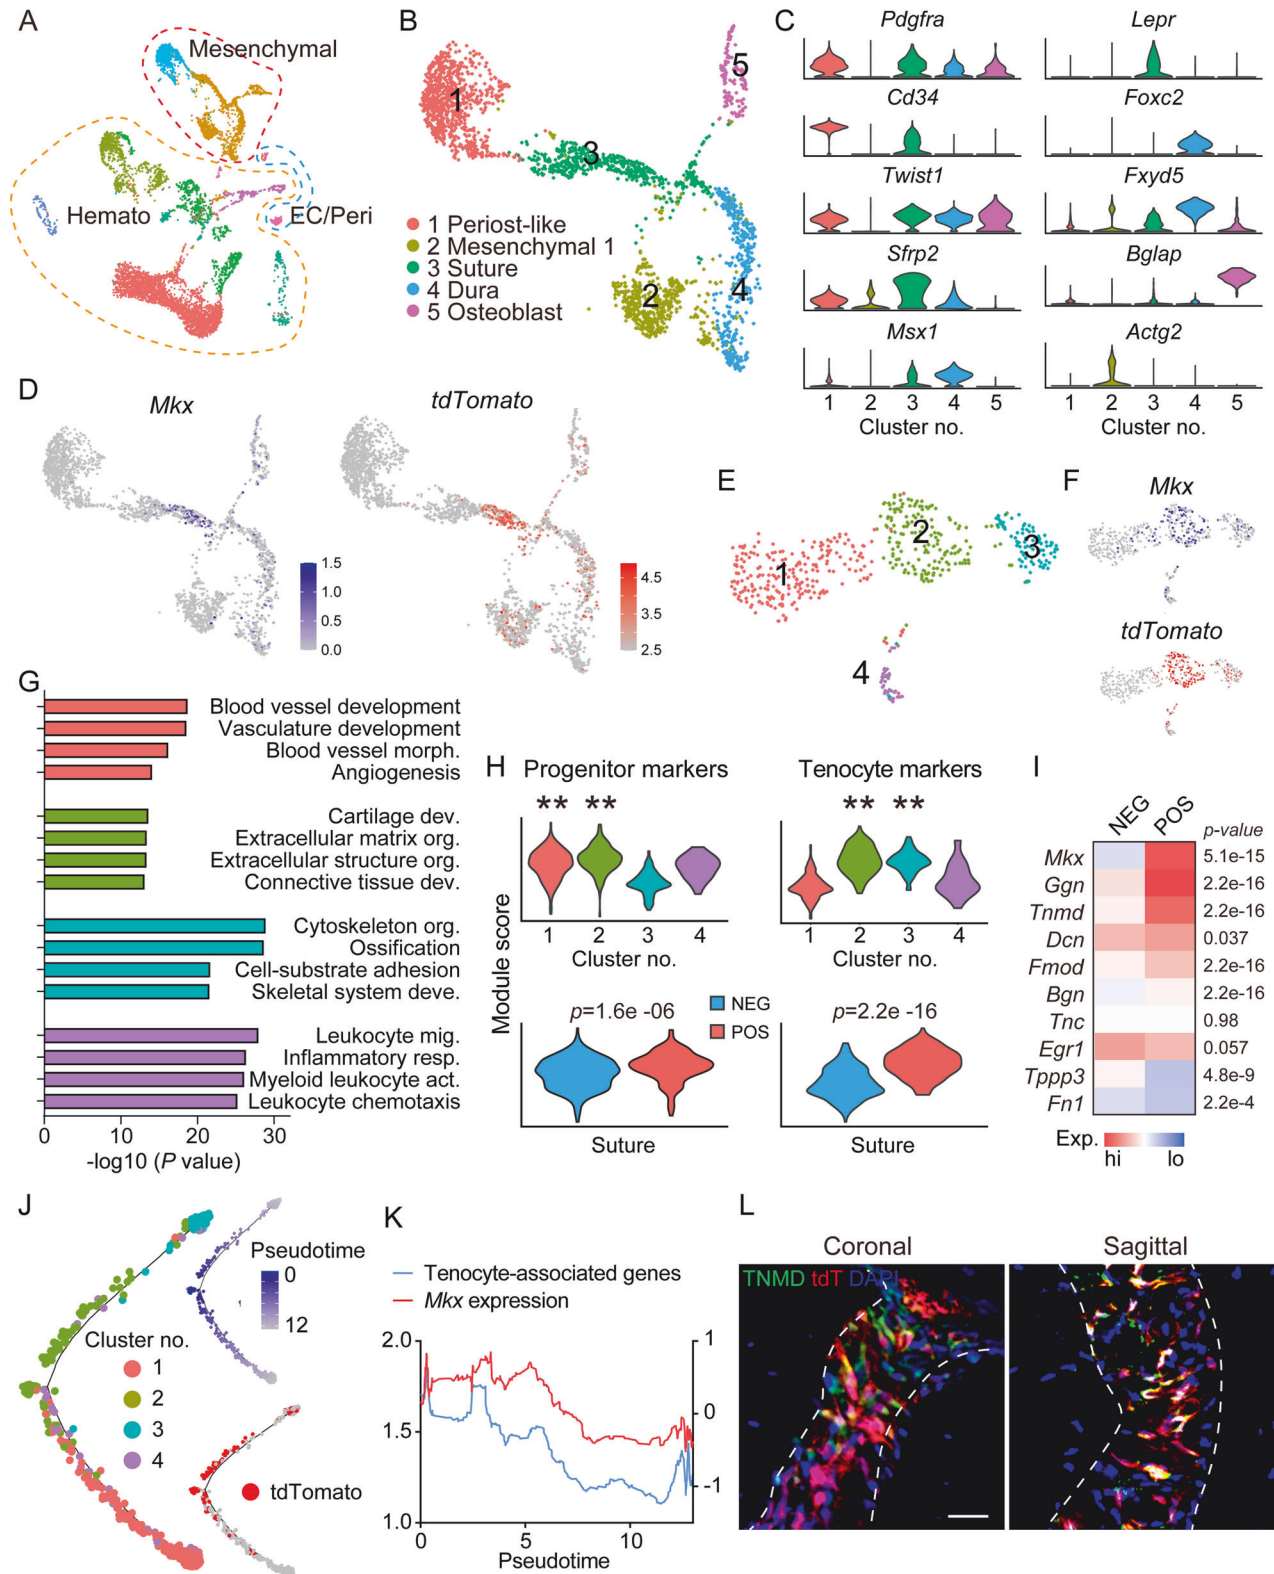 A
Mesenchymal
Hemato
EC/Peri
B
1
2
3
4
5
1 Periost-like
2 Mesenchymal 1
3 Suture
4 Dura
5 Osteoblast
C
Pdgfra
Lepr
Cd34
Foxc2
Twist1
Fxyd5
Sfrp2
Bglap
Msx1
Actg2
1 2 3 4 5
1 2 3 4 5
Cluster no.
Cluster no.
D
Mkx
tdTomato
1.5
1.0
0.5
0.0
4.5
3.5
2.5
E
1
2
3
4
F
Mkx
tdTomato
G
Blood vessel development
Vasculature development
Blood vessel morph.
Angiogenesis
Cartilage dev.
Extracellular matrix org.
Extracellular structure org.
Connective tissue dev.
Cytoskeleton org.
Ossification
Cell-substrate adhesion
Skeletal system deve.
Leukocyte mig.
Inflammatory resp.
Myeloid leukocyte act.
Leukocyte chemotaxis
0 10 20 30
-log10 (P value)
H
Progenitor markers
Tenocyte markers
** **
** **
Module score
1 2 3 4
1 2 3 4
Cluster no.
Cluster no.
p=1.6e -06
NEG
POS
p=2.2e -16
Suture
Suture
I
NEG
POS
p-value
Mkx 5.1e-15
Ggn 2.2e-16
Tnmd 2.2e-16
Dcn 0.037
Fmod 2.2e-16
Bgn 2.2e-16
Tnc 0.98
Egr1 0.057
Tppp3 4.8e-9
Fn1 2.2e-4
Exp.
hi lo
J
Pseudotime
0
12
Cluster no.
1
2
3
4
tdTomato
K
Tenocyte-associated genes
Mkx expression
2.0
1.5
1.0
1
0
-1
0 5 10
Pseudotime
L
Coronal
Sagittal
TNMD tdT DAPI